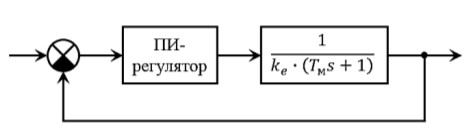 ПИ-
регулятор
1
k_e · (T_м s + 1)